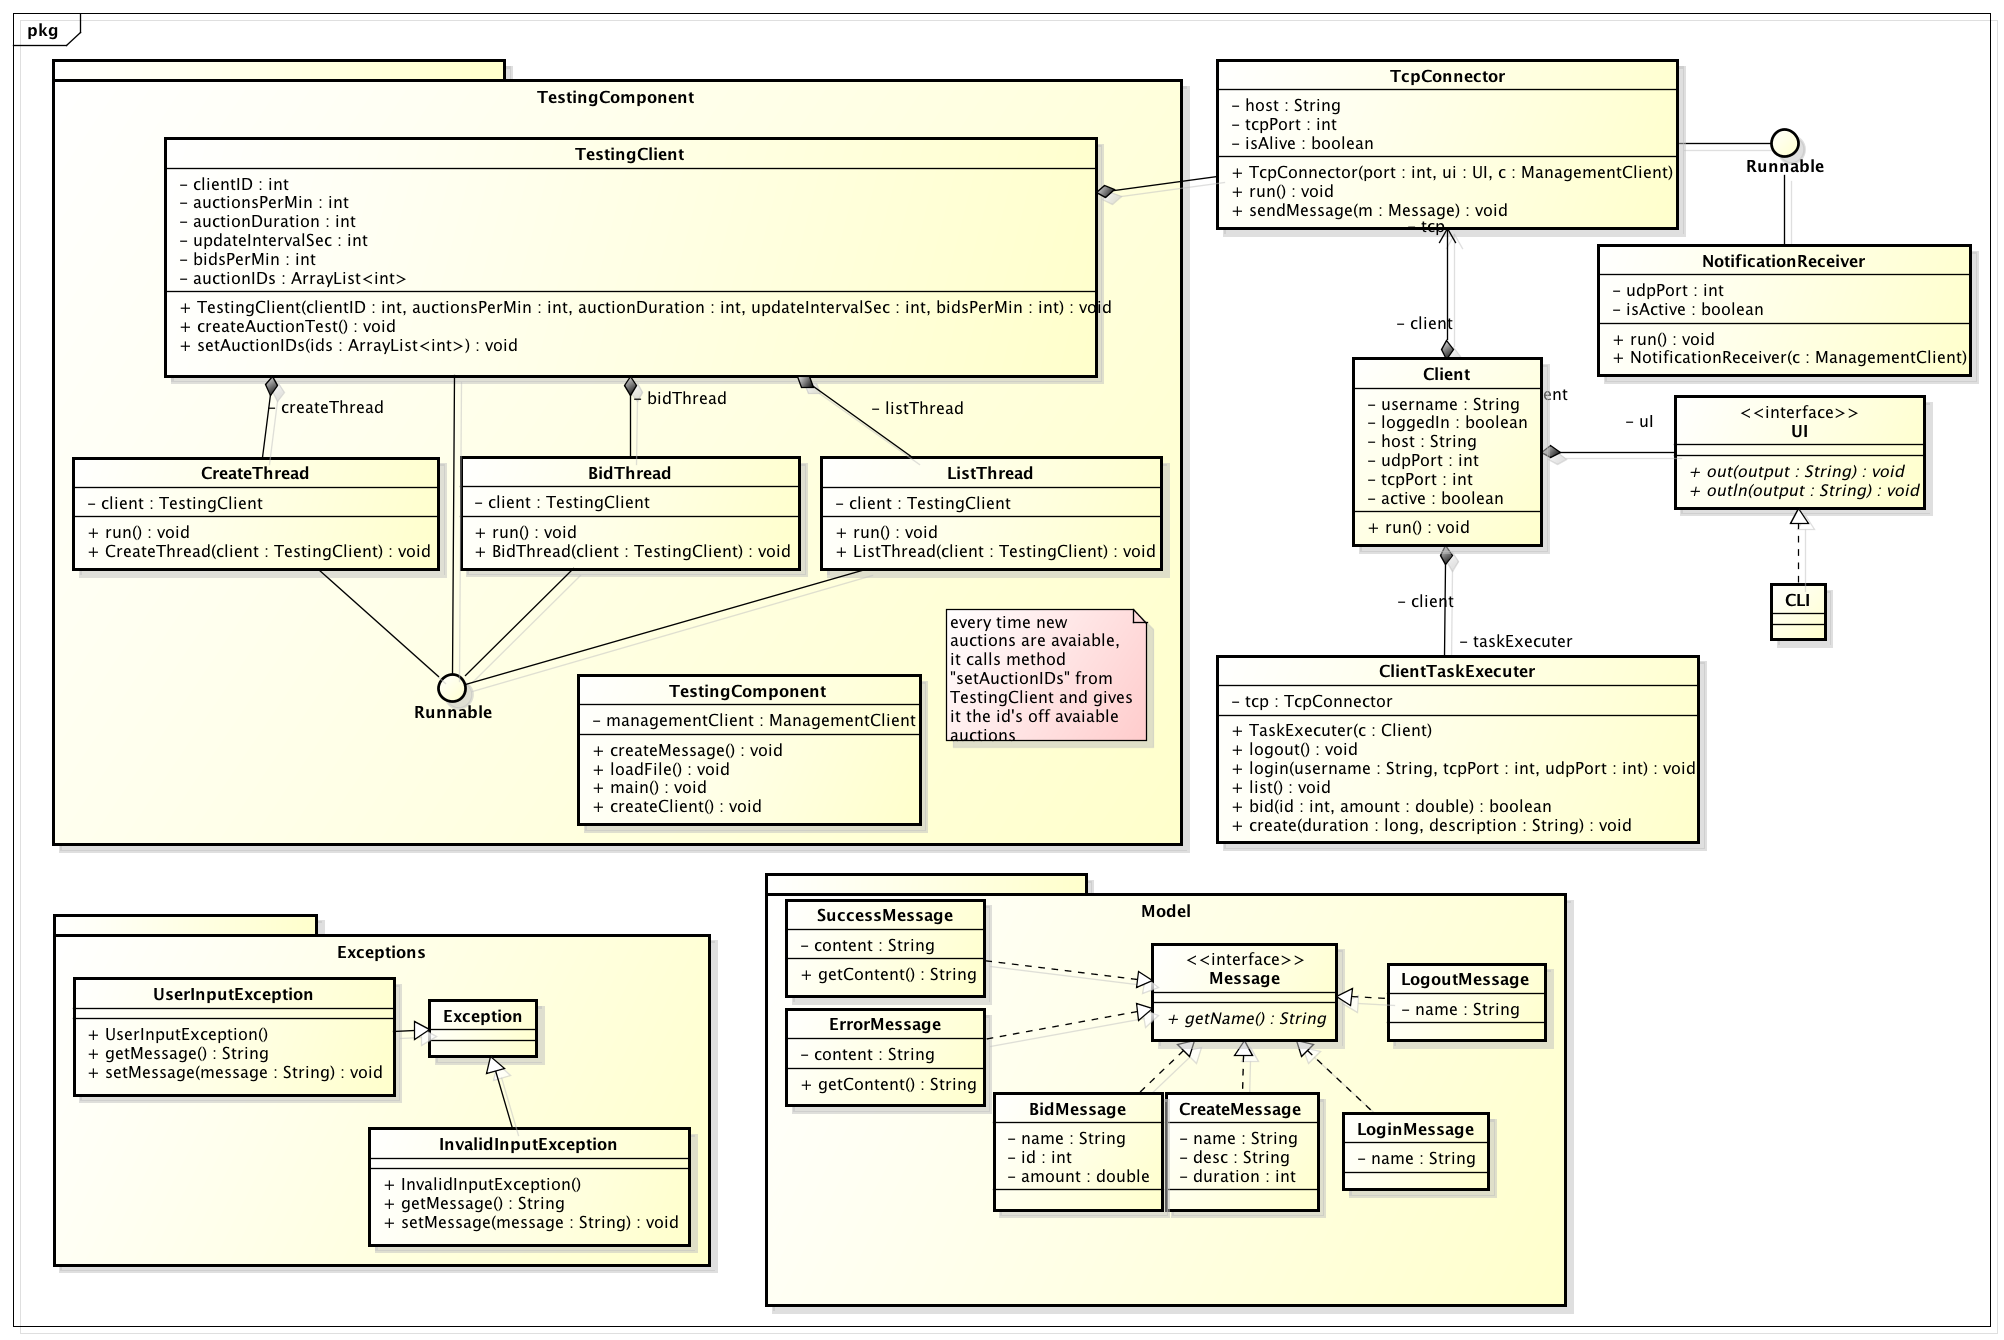 pkg
TestingComponent
TestingClient
– clientID : int
– auctionsPerMin : int
– auctionDuration : int
– updateIntervalSec : int
– bidsPerMin : int
– auctionIDs : ArrayList<int>
+ TestingClient(clientID : int, auctionsPerMin : int, auctionDuration : int, updateIntervalSec : int, bidsPerMin : int) : void
+ createAuctionTest() : void
+ setAuctionIDs(ids : ArrayList<int>) : void
– createThread
– bidThread
– listThread
CreateThread
– client : TestingClient
+ run() : void
+ CreateThread(client : TestingClient) : void
BidThread
– client : TestingClient
+ run() : void
+ BidThread(client : TestingClient) : void
ListThread
– client : TestingClient
+ run() : void
+ ListThread(client : TestingClient) : void
Runnable
TestingComponent
– managementClient : ManagementClient
+ createMessage() : void
+ loadFile() : void
+ main() : void
+ createClient() : void
every time new
auctions are avaiable,
it calls method
"setAuctionIDs" from
TestingClient and gives
it the id's off avaiable
auctions
TcpConnector
– host : String
– tcpPort : int
– isAlive : boolean
+ TcpConnector(port : int, ui : UI, c : ManagementClient)
+ run() : void
+ sendMessage(m : Message) : void
– tcp
Runnable
NotificationReceiver
– udpPort : int
– isActive : boolean
+ run() : void
+ NotificationReceiver(c : ManagementClient)
– client
Client
– username : String
– loggedIn : boolean
– host : String
– udpPort : int
– tcpPort : int
– active : boolean
+ run() : void
ent
– ul
<<interface>>
UI
+ out(output : String) : void
+ outln(output : String) : void
CLI
– client
– taskExecuter
ClientTaskExecuter
– tcp : TcpConnector
+ TaskExecuter(c : Client)
+ logout() : void
+ login(username : String, tcpPort : int, udpPort : int) : void
+ list() : void
+ bid(id : int, amount : double) : boolean
+ create(duration : long, description : String) : void
Exceptions
UserInputException
+ UserInputException()
+ getMessage() : String
+ setMessage(message : String) : void
Exception
InvalidInputException
+ InvalidInputException()
+ getMessage() : String
+ setMessage(message : String) : void
Model
SuccessMessage
– content : String
+ getContent() : String
ErrorMessage
– content : String
+ getContent() : String
<<interface>>
Message
+ getName() : String
LogoutMessage
– name : String
BidMessage
– name : String
– id : int
– amount : double
CreateMessage
– name : String
– desc : String
– duration : int
LoginMessage
– name : String